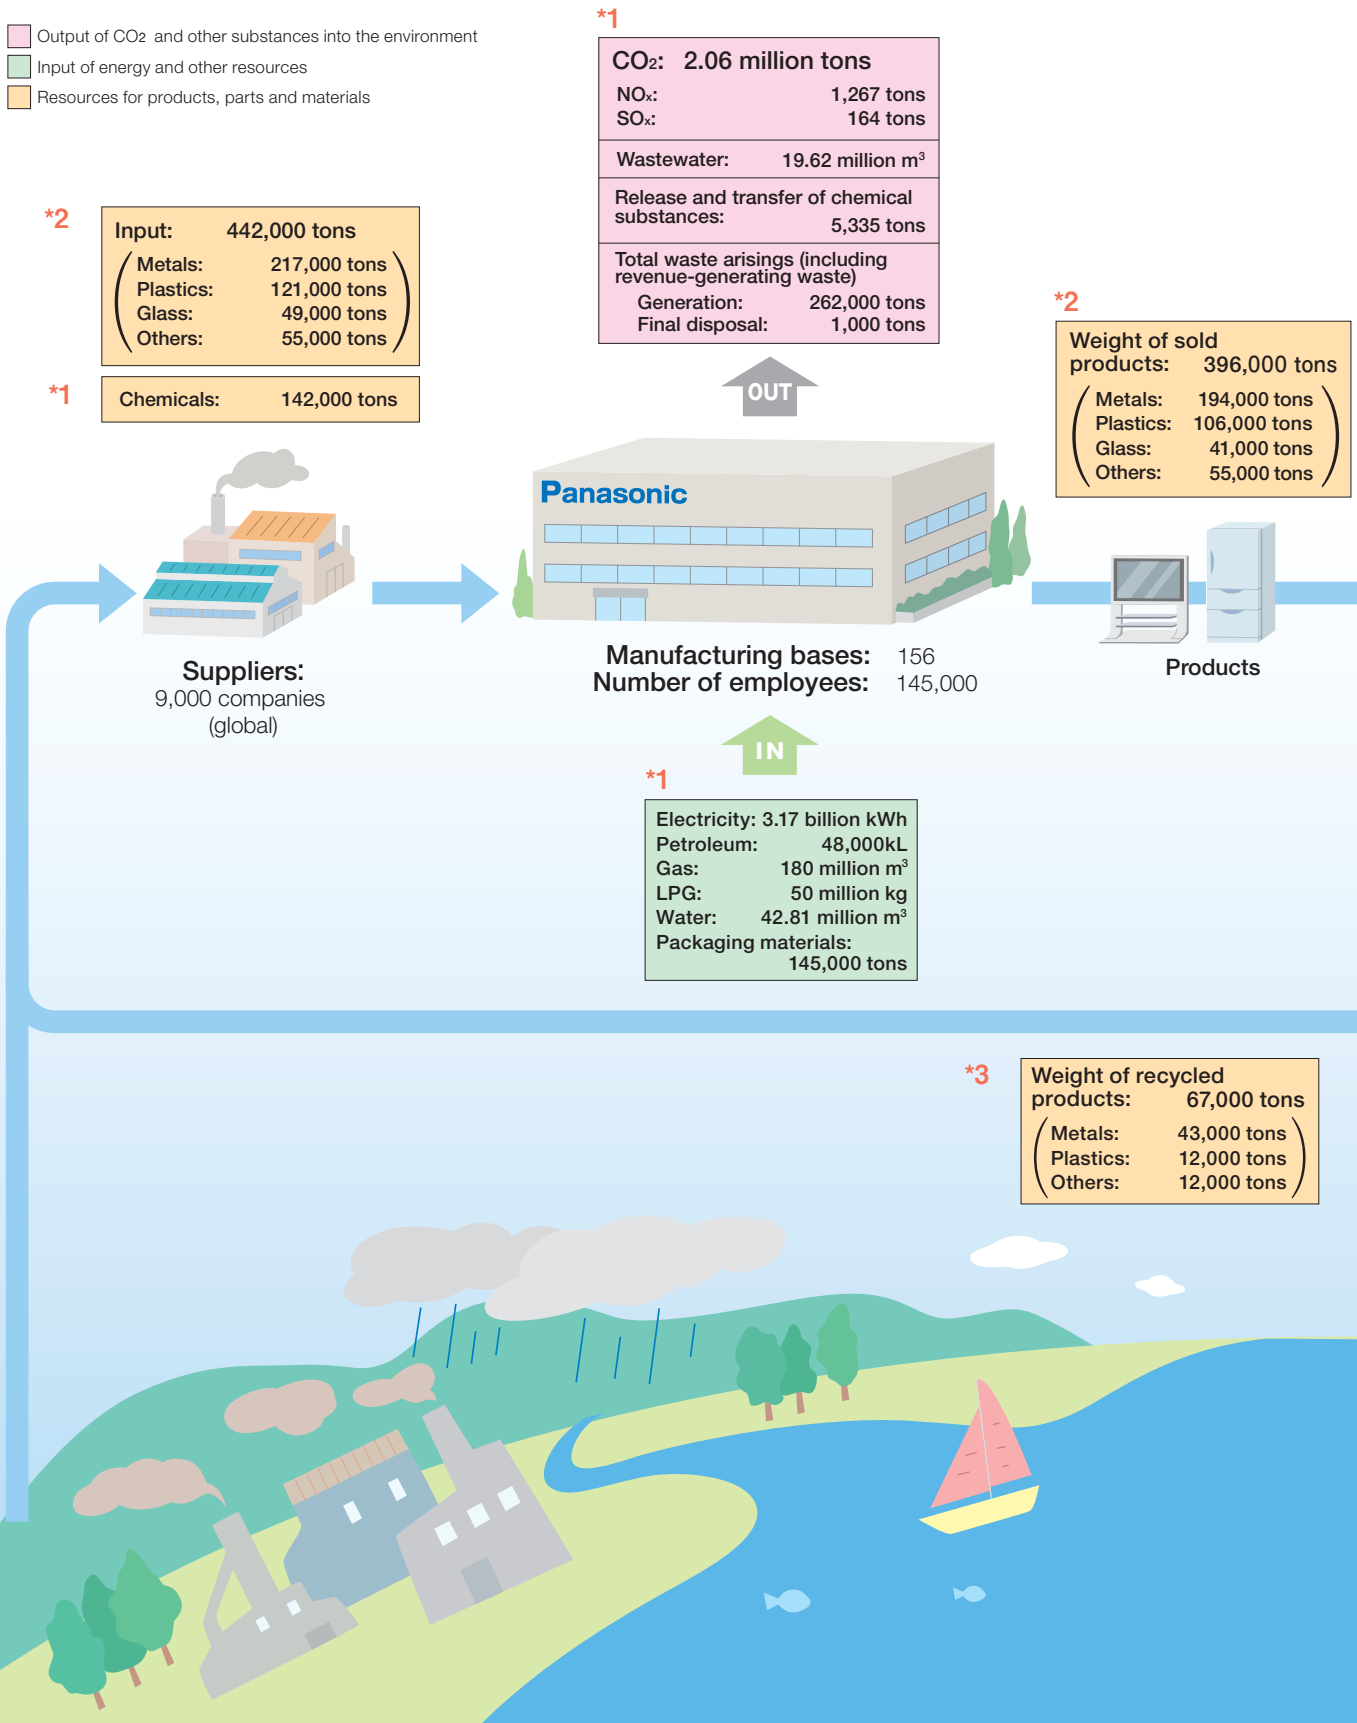 Output of CO2 and other substances into the environment
Input of energy and other resources
Resources for products, parts and materials
*1
CO₂: 2.06 million tons
NOx: 1,267 tons
SOx: 164 tons
Wastewater: 19.62 million m³
Release and transfer of chemical
substances:
5,335 tons
Total waste arisings (including
revenue-generating waste)
Generation: 262,000 tons
Final disposal: 1,000 tons
OUT
*2
Input: 442,000 tons
Metals: 217,000 tons
Plastics: 121,000 tons
Glass: 49,000 tons
Others: 55,000 tons
*1
Chemicals: 142,000 tons
*2
Weight of sold
products: 396,000 tons
Metals: 194,000 tons
Plastics: 106,000 tons
Glass: 41,000 tons
Others: 55,000 tons
Panasonic
Suppliers:
9,000 companies
(global)
Manufacturing bases: 156
Number of employees: 145,000
Products
IN
*1
Electricity: 3.17 billion kWh
Petroleum: 48,000kL
Gas: 180 million m³
LPG: 50 million kg
Water: 42.81 million m³
Packaging materials:
145,000 tons
*3
Weight of recycled
products: 67,000 tons
Metals: 43,000 tons
Plastics: 12,000 tons
Others: 12,000 tons